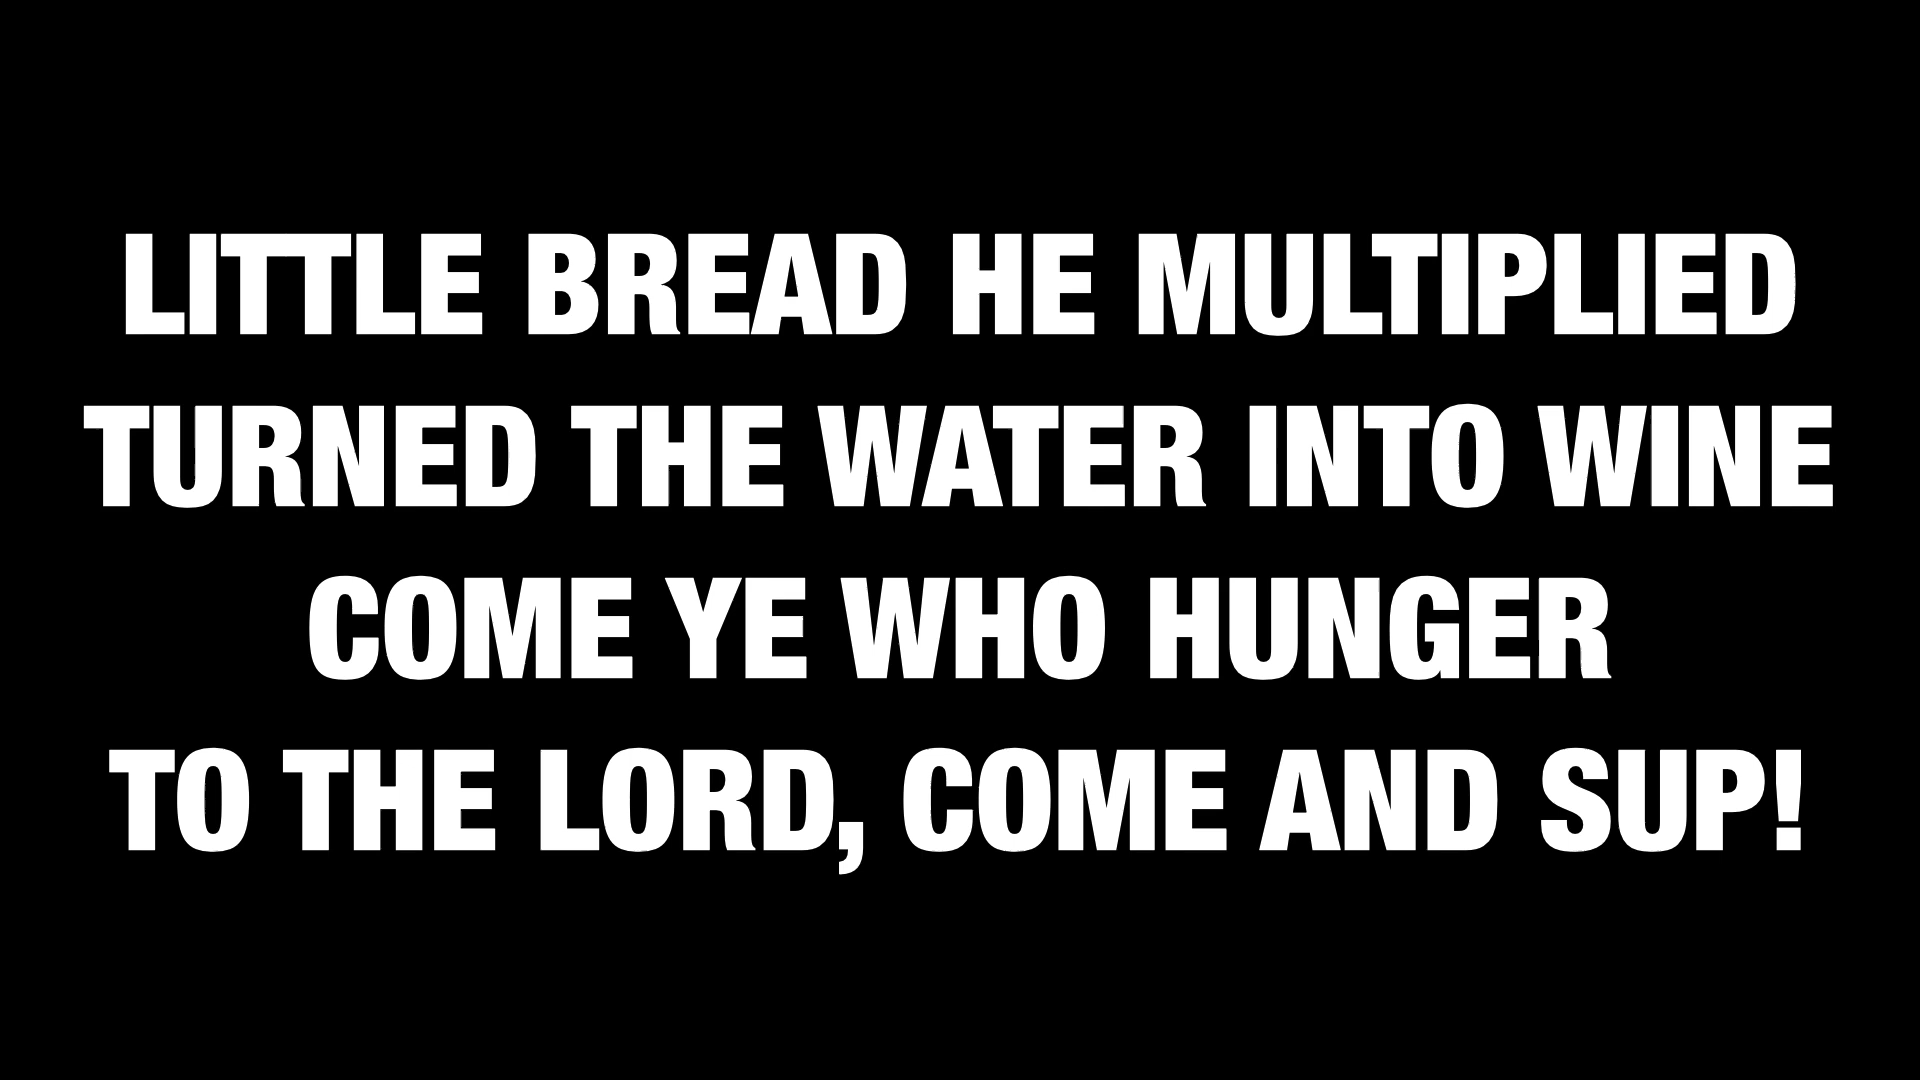 LITTLE BREAD HE MULTIPLIED
TURNED THE WATER INTO WINE
COME YE WHO HUNGER
TO THE LORD, COME AND SUP!